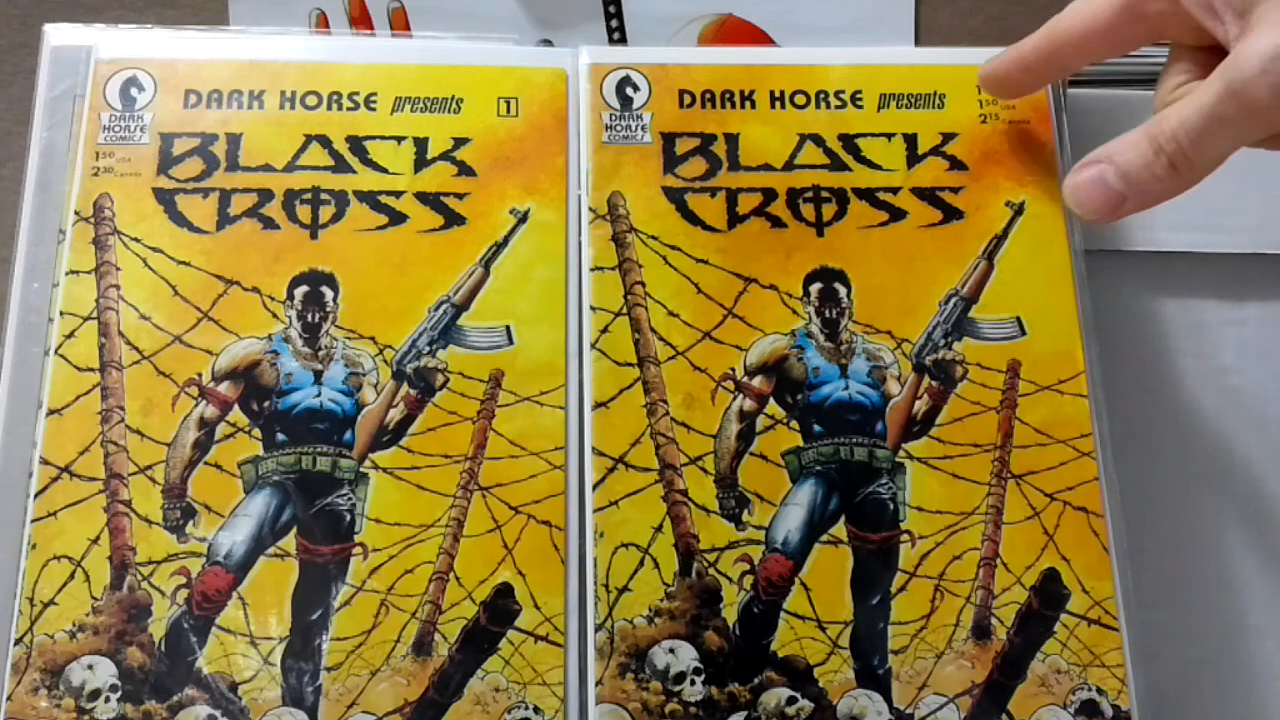 DARK HORSE presents 1
DARK
HORSE
COMICS
1.50 USA
2.30 Canada
BLACK
CROSS
DARK HORSE presents
DARK
HORSE
COMICS
1
1.50 USA
2.15 Canada
BLACK
CROSS